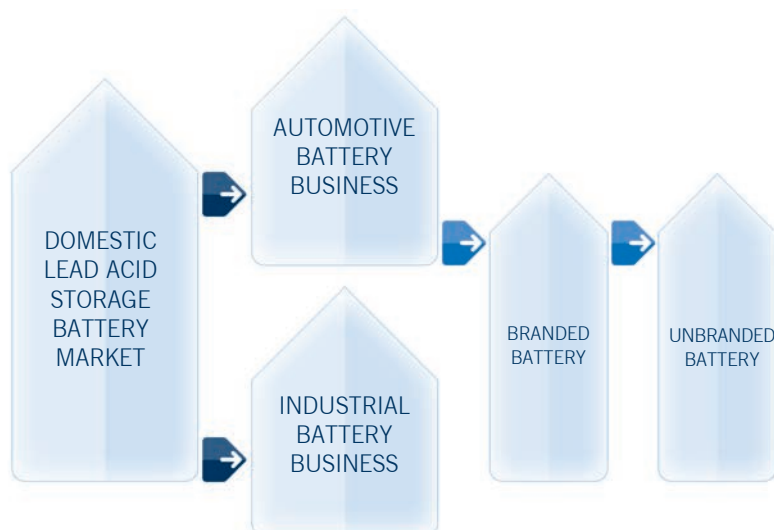 DOMESTIC
LEAD ACID
STORAGE
BATTERY
MARKET
AUTOMOTIVE
BATTERY
BUSINESS
INDUSTRIAL
BATTERY
BUSINESS
BRANDED
BATTERY
UNBRANDED
BATTERY